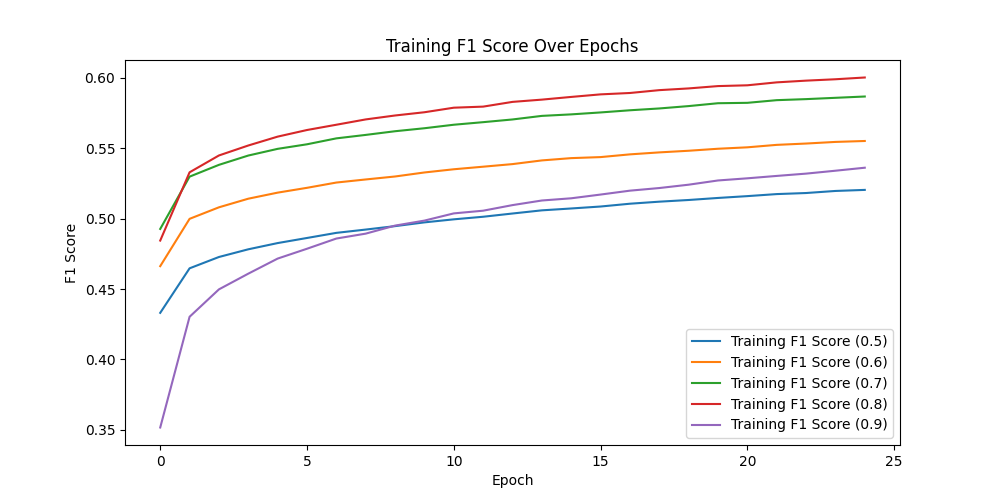 Training F1 Score Over Epochs
F1 Score
0.60
0.55
0.50
0.45
0.40
0.35
Training F1 Score (0.5)
Training F1 Score (0.6)
Training F1 Score (0.7)
Training F1 Score (0.8)
Training F1 Score (0.9)
0 5 10 15 20 25
Epoch